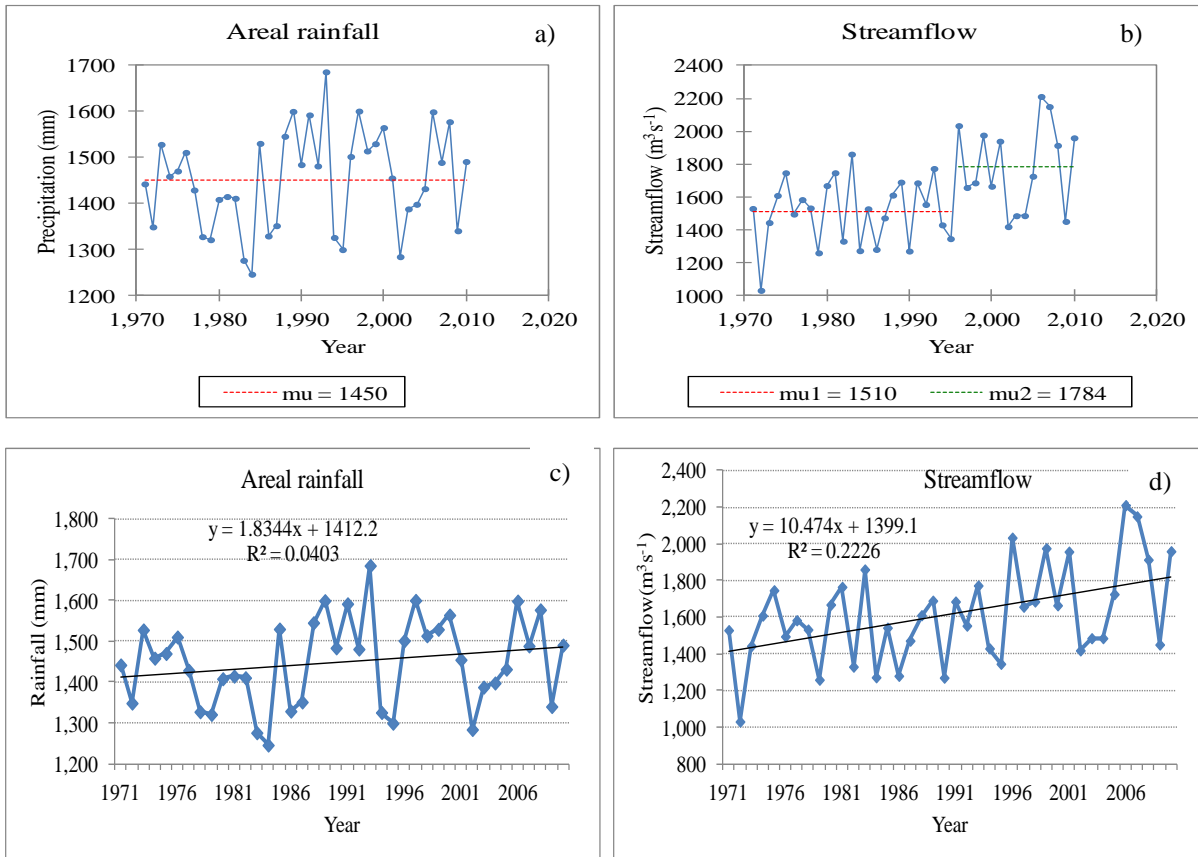 Areal rainfall
a)
1700
1600
1500
1400
1300
1200
Precipitation (mm)
1,970 1,980 1,990 2,000 2,010 2,020
Year
mu = 1450
Streamflow
b)
2400
2200
2000
1800
1600
1400
1200
1000
Streamflow (m³s⁻¹)
1,970 1,980 1,990 2,000 2,010 2,020
Year
mu1 = 1510 mu2 = 1784
Areal rainfall
c)
y = 1.8344x + 1412.2
R² = 0.0403
1,800
1,700
1,600
1,500
1,400
1,300
1,200
Rainfall (mm)
1971 1976 1981 1986 1991 1996 2001 2006
Year
Streamflow
d)
y = 10.474x + 1399.1
R² = 0.2226
2,400
2,200
2,000
1,800
1,600
1,400
1,200
1,000
800
Streamflow(m³s⁻¹)
1971 1976 1981 1986 1991 1996 2001 2006
Year